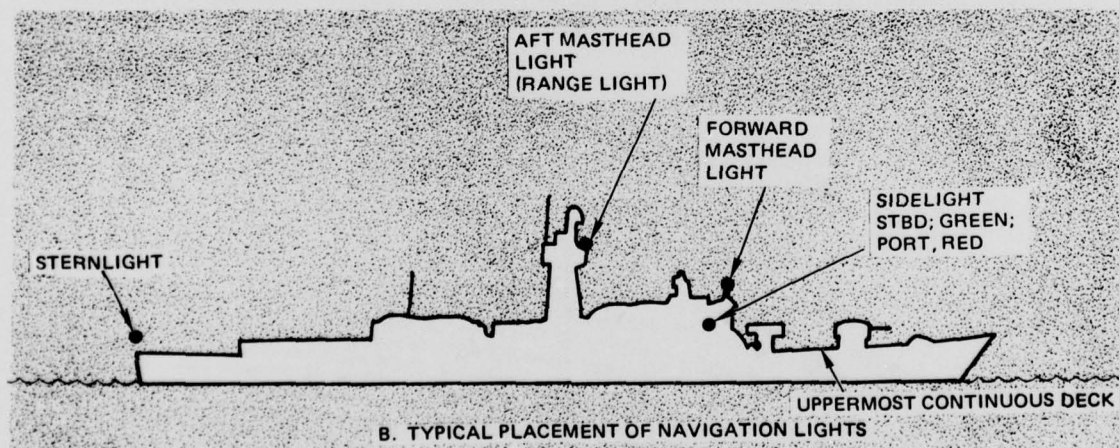 AFT MASTHEAD
LIGHT
(RANGE LIGHT)
FORWARD
MASTHEAD
LIGHT
SIDELIGHT
STBD; GREEN;
PORT, RED
STERNLIGHT
UPPERMOST CONTINUOUS DECK
B. TYPICAL PLACEMENT OF NAVIGATION LIGHTS